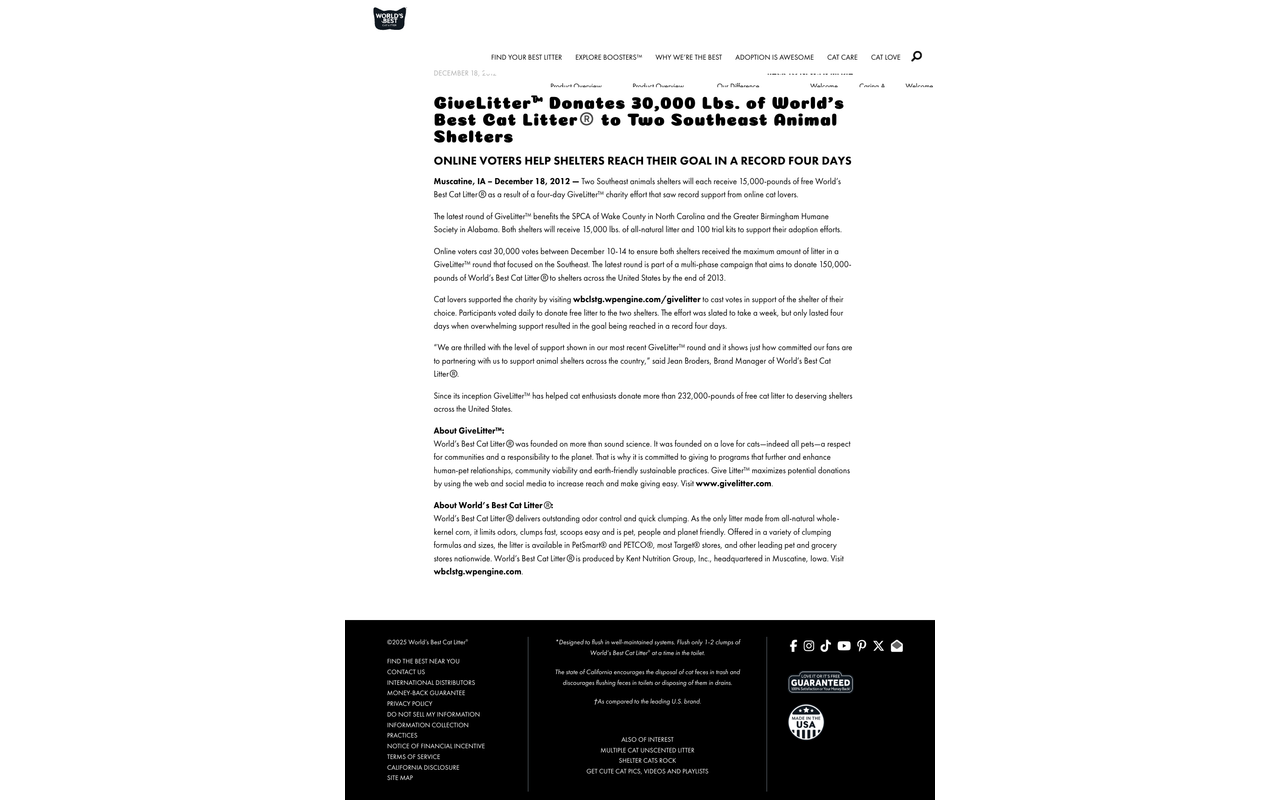 WORLD'S
BEST
FIND YOUR BEST LITTER EXPLORE BOOSTERS™ WHY WE'RE THE BEST ADOPTION IS AWESOME CAT CARE CAT LOVE
DECEMBER 18,
Product Overview Product Overview Our Difference Welcome Caring A Welcome
GiveLitter™ Donates 30,000 Lbs. of World's
Best Cat Litter® to Two Southeast Animal
Shelters
ONLINE VOTERS HELP SHELTERS REACH THEIR GOAL IN A RECORD FOUR DAYS
Muscatine, IA – December 18, 2012 — Two Southeast animals shelters will each receive 15,000-pounds of free World's
Best Cat Litter® as a result of a four-day GiveLitter™ charity effort that saw record support from online cat lovers.
The latest round of GiveLitter™ benefits the SPCA of Wake County in North Carolina and the Greater Birmingham Humane
Society in Alabama. Both shelters will receive 15,000 lbs. of all-natural litter and 100 trial kits to support their adoption efforts.
Online voters cast 30,000 votes between December 10-14 to ensure both shelters received the maximum amount of litter in a
GiveLitter™ round that focused on the Southeast. The latest round is part of a multi-phase campaign that aims to donate 150,000-
pounds of World's Best Cat Litter® to shelters across the United States by the end of 2013.
Cat lovers supported the charity by visiting wbclstg.wpengine.com/givelitter to cast votes in support of the shelter of their
choice. Participants voted daily to donate free litter to the two shelters. The effort was slated to take a week, but only lasted four
days when overwhelming support resulted in the goal being reached in a record four days.
"We are thrilled with the level of support shown in our most recent GiveLitter™ round and it shows just how committed our fans are
to partnering with us to support animal shelters across the country," said Jean Broders, Brand Manager of World's Best Cat
Litter®.
Since its inception GiveLitter™ has helped cat enthusiasts donate more than 232,000-pounds of free cat litter to deserving shelters
across the United States.
About GiveLitter™:
World's Best Cat Litter® was founded on more than sound science. It was founded on a love for cats—indeed all pets—a respect
for communities and a responsibility to the planet. That is why it is committed to giving to programs that further and enhance
human-pet relationships, community viability and earth-friendly sustainable practices. Give Litter™ maximizes potential donations
by using the web and social media to increase reach and make giving easy. Visit www.givelitter.com.
About World's Best Cat Litter®:
World's Best Cat Litter® delivers outstanding odor control and quick clumping. As the only litter made from all-natural whole-
kernel corn, it limits odors, clumps fast, scoops easy and is pet, people and planet friendly. Offered in a variety of clumping
formulas and sizes, the litter is available in PetSmart® and PETCO®, most Target® stores, and other leading pet and grocery
stores nationwide. World's Best Cat Litter® is produced by Kent Nutrition Group, Inc., headquartered in Muscatine, Iowa. Visit
wbclstg.wpengine.com.
©2025 World's Best Cat Litter®
FIND THE BEST NEAR YOU
CONTACT US
INTERNATIONAL DISTRIBUTORS
MONEY-BACK GUARANTEE
PRIVACY POLICY
DO NOT SELL MY INFORMATION
INFORMATION COLLECTION
PRACTICES
NOTICE OF FINANCIAL INCENTIVE
TERMS OF SERVICE
CALIFORNIA DISCLOSURE
SITE MAP
*Designed to flush in well-maintained systems. Flush only 1-2 clumps of
World's Best Cat Litter® at a time in the toilet.
The state of California encourages the disposal of cat feces in trash and
discourages flushing feces in toilets or disposing of them in drains.
†As compared to the leading U.S. brand.
ALSO OF INTEREST
MULTIPLE CAT UNSCENTED LITTER
SHELTER CATS ROCK
GET CUTE CAT PICS, VIDEOS AND PLAYLISTS
LOVE IT OR IT'S FREE
GUARANTEED
100% Satisfaction or Your Money Back!
MADE IN THE
USA